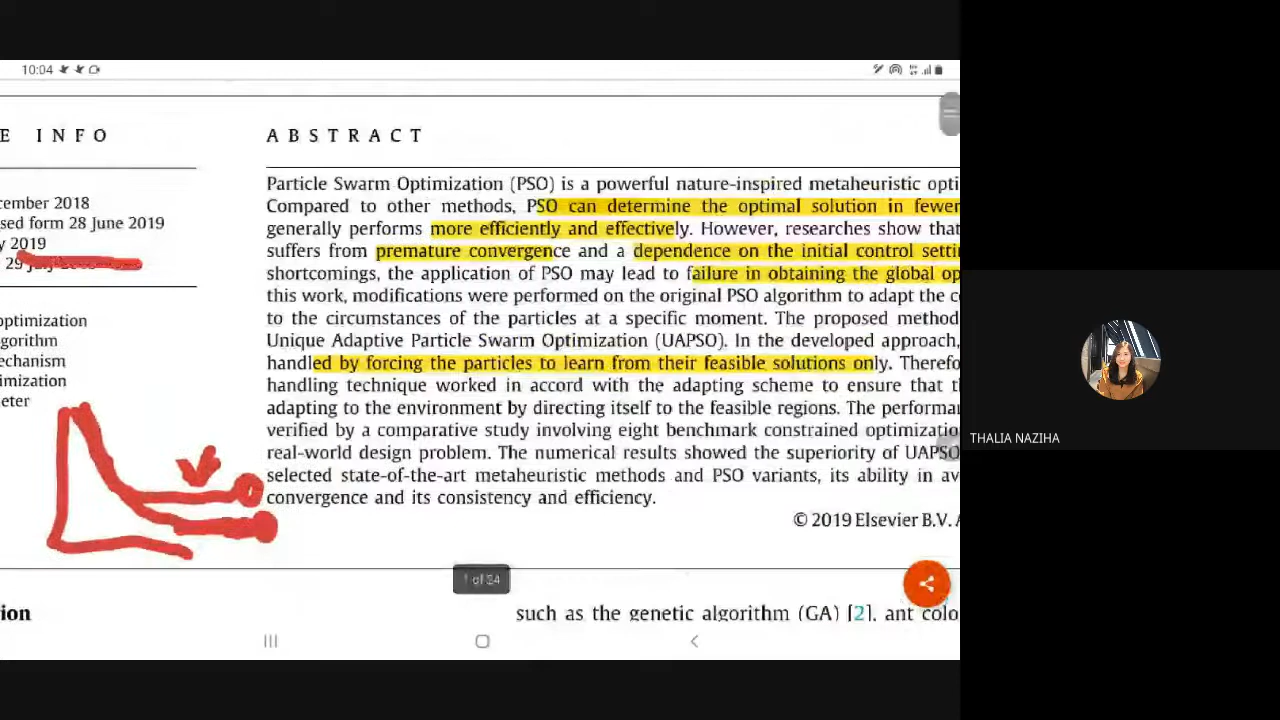 10:04
E INFO
ABSTRACT
cember 2018
sed form 28 June 2019
y 2019
29
optimization
gorithm
echanism
imization
eter
Particle Swarm Optimization (PSO) is a powerful nature-inspired metaheuristic opti
Compared to other methods, PSO can determine the optimal solution in fewer
generally performs more efficiently and effectively. However, researches show that
suffers from premature convergence and a dependence on the initial control setti
shortcomings, the application of PSO may lead to failure in obtaining the global op
this work, modifications were performed on the original PSO algorithm to adapt the c
to the circumstances of the particles at a specific moment. The proposed method
Unique Adaptive Particle Swarm Optimization (UAPSO). In the developed approach,
handled by forcing the particles to learn from their feasible solutions only. Therefo
handling technique worked in accord with the adapting scheme to ensure that t
adapting to the environment by directing itself to the feasible regions. The performa
verified by a comparative study involving eight benchmark constrained optimizatio
real-world design problem. The numerical results showed the superiority of UAPSO
selected state-of-the-art metaheuristic methods and PSO variants, its ability in av
convergence and its consistency and efficiency.
© 2019 Elsevier B.V. A
1 of 34
rion
such as the genetic algorithm (GA) [2], ant colo
THALIA NAZIHA